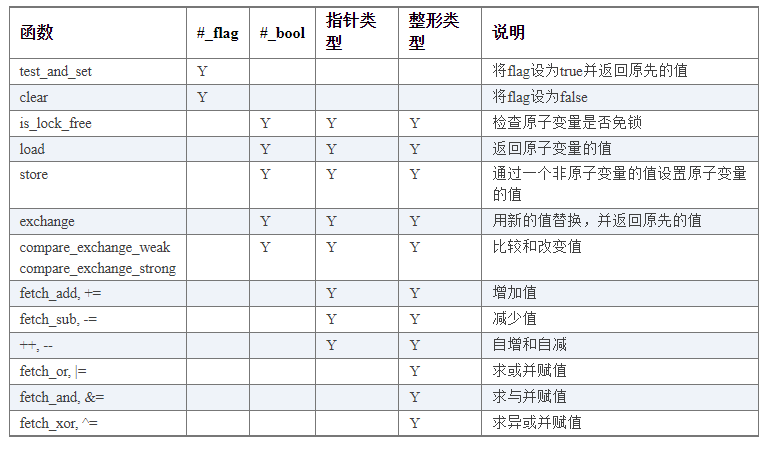 函数 #_flag #_bool 指针类型 整形类型 说明
test_and_set Y 将flag设为true并返回原先的值
clear Y 将flag设为false
is_lock_free Y Y Y 检查原子变量是否免锁
load Y Y Y 返回原子变量的值
store Y Y Y 通过一个非原子变量的值设置原子变量
的值
exchange Y Y Y 用新的值替换，并返回原先的值
compare_exchange_weak Y Y Y 比较和改变值
compare_exchange_strong
fetch_add, += Y Y 增加值
fetch_sub, -= Y Y 减少值
++, -- Y Y 自增和自减
fetch_or, |= Y 求或并赋值
fetch_and, &= Y 求与并赋值
fetch_xor, ^= Y 求异或并赋值